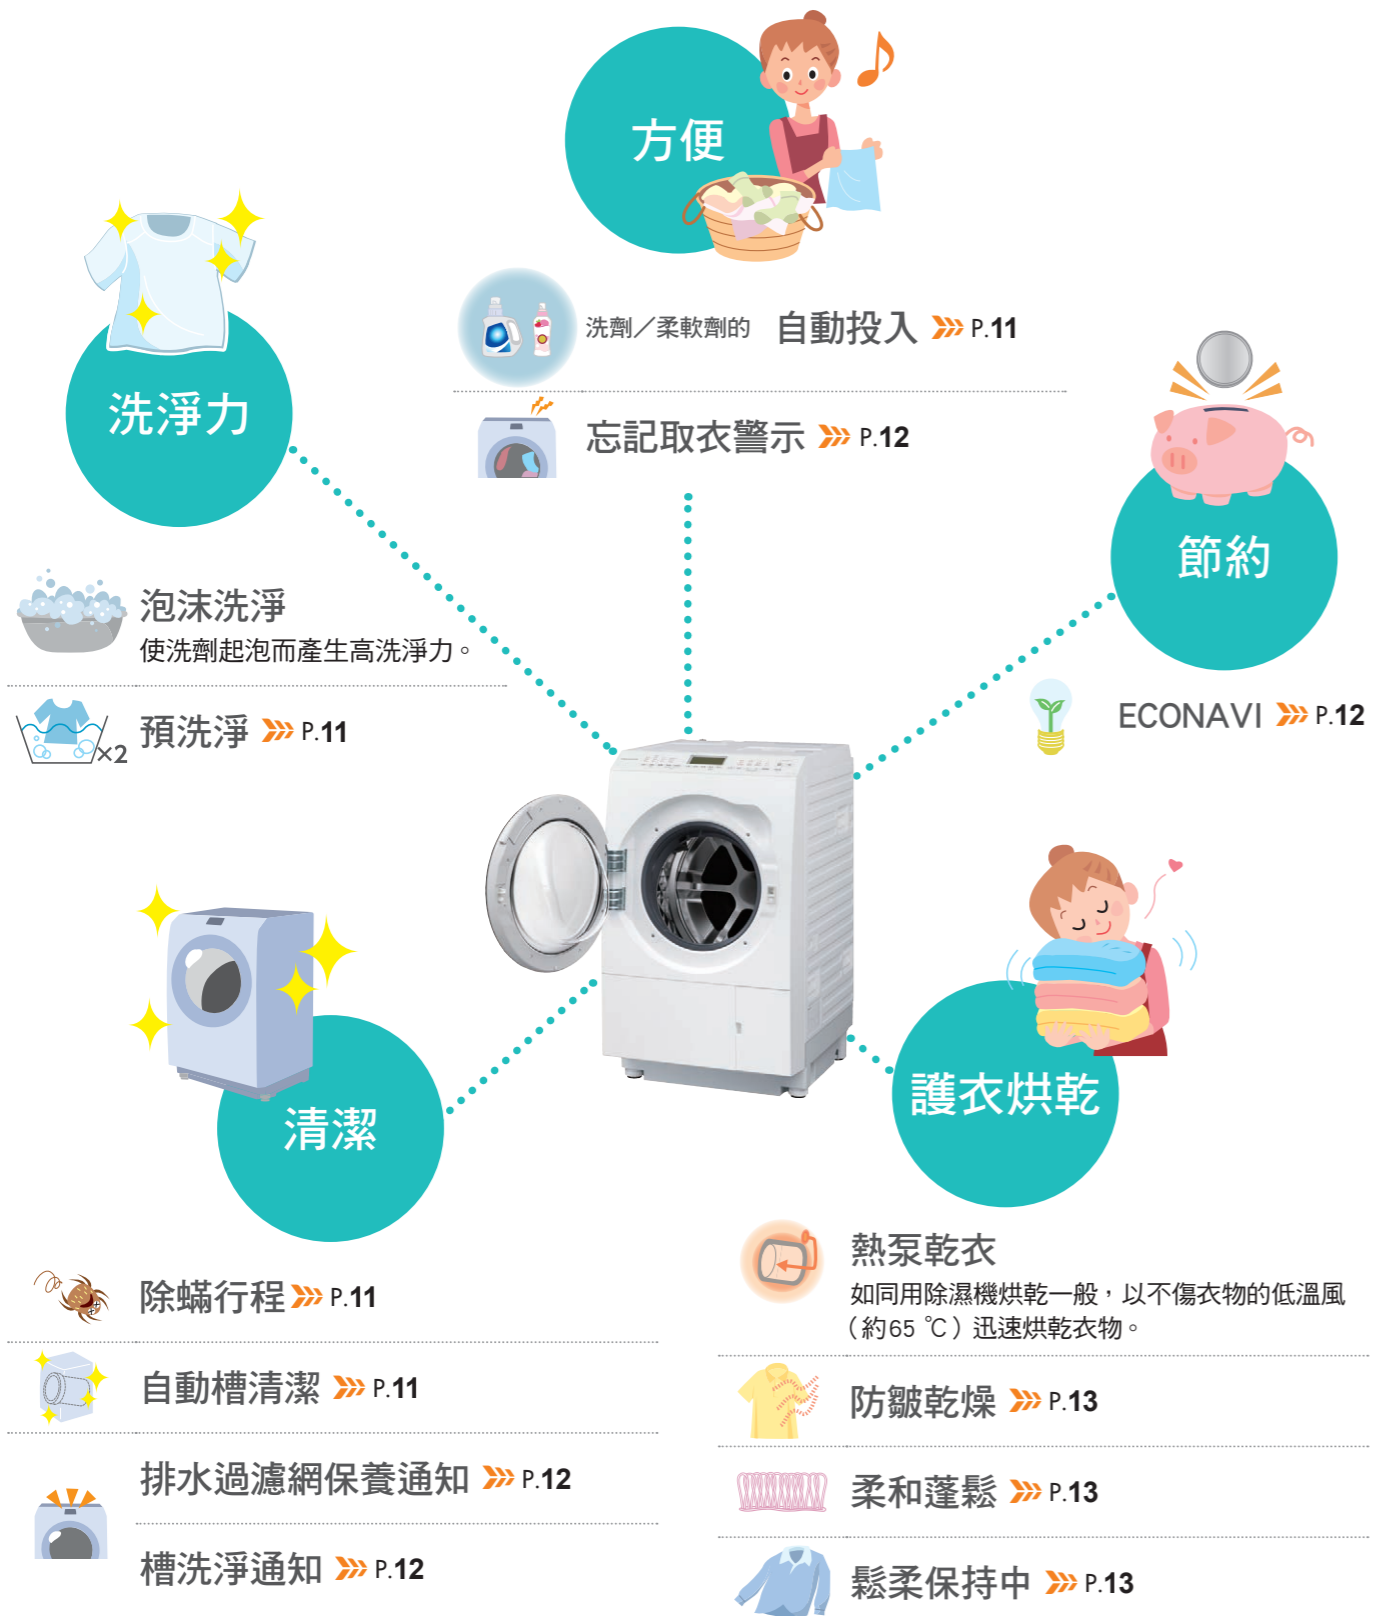 方便
洗劑／柔軟劑的 自動投入 P.11
忘記取衣警示 P.12
洗淨力
泡沫洗淨
使洗劑起泡而產生高洗淨力。
預洗淨 P.11
×2
節約
ECONAVI P.12
清潔
除蟎行程 P.11
自動槽清潔 P.11
排水過濾網保養通知 P.12
槽洗淨通知 P.12
護衣烘乾
熱泵乾衣
如同用除濕機烘乾一般，以不傷衣物的低溫風
（約65 ℃）迅速烘乾衣物。
防皺乾燥 P.13
柔和蓬鬆 P.13
鬆柔保持中 P.13